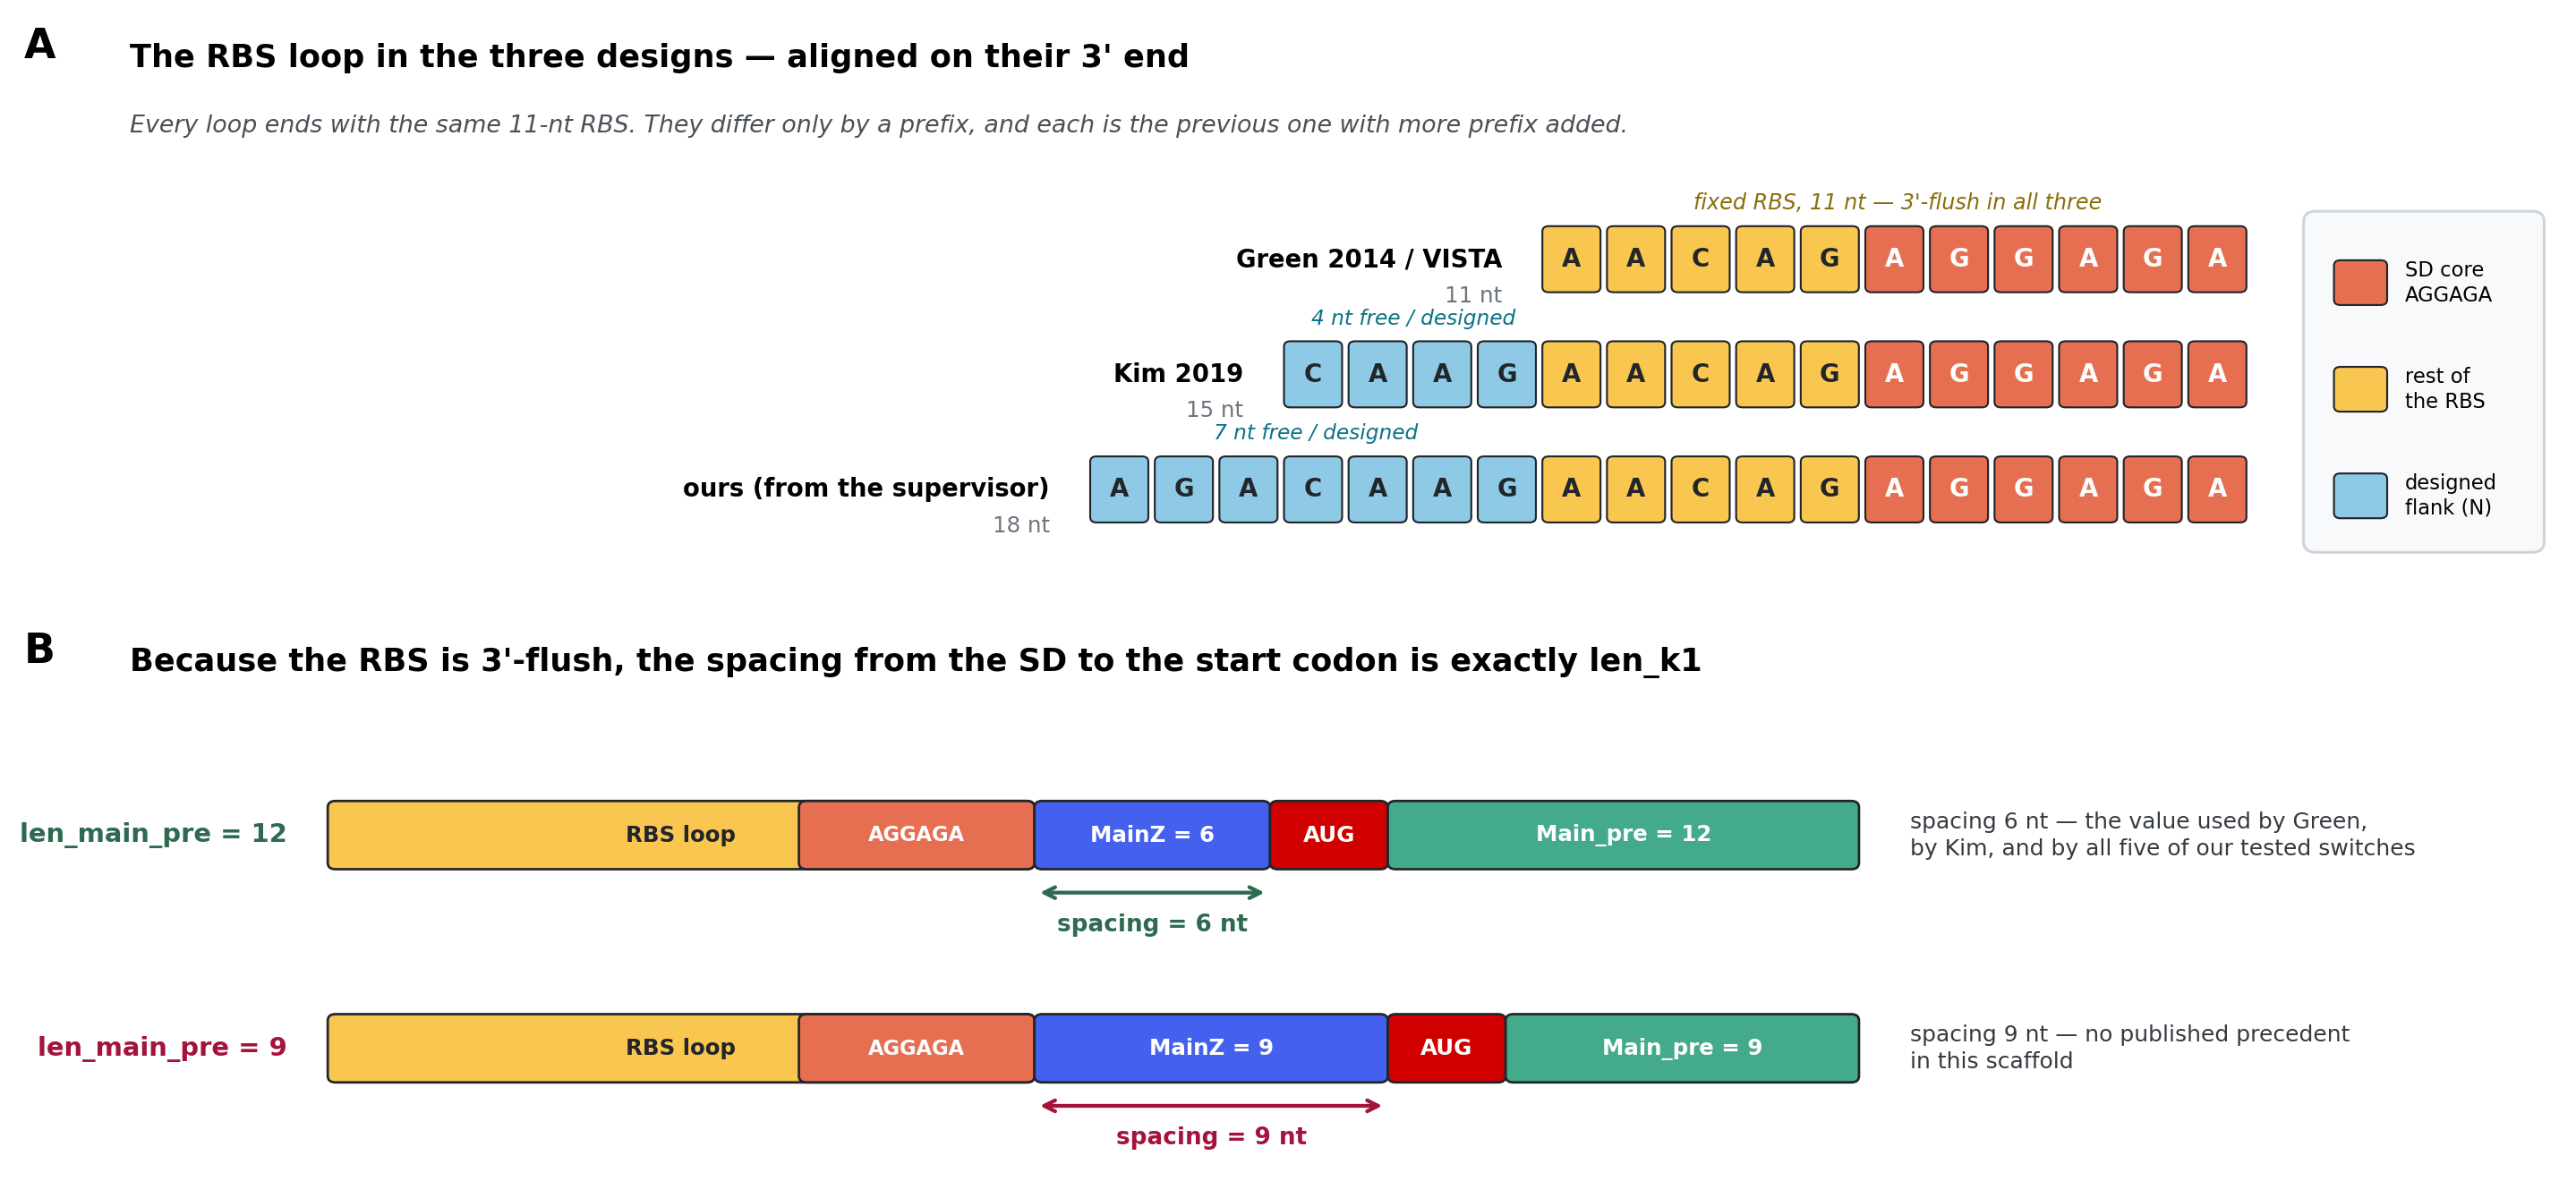 A
The RBS loop in the three designs — aligned on their 3' end
Every loop ends with the same 11-nt RBS. They differ only by a prefix, and each is the previous one with more prefix added.
fixed RBS, 11 nt — 3'-flush in all three
Green 2014 / VISTA
11 nt
A A C A G A G G A G A
4 nt free / designed
Kim 2019
15 nt
C A A G A A C A G A G G A G A
7 nt free / designed
ours (from the supervisor)
18 nt
A G A C A A G A A C A G A G G A G A
SD core
AGGAGA
rest of
the RBS
designed
flank (N)
B
Because the RBS is 3'-flush, the spacing from the SD to the start codon is exactly len_k1
len_main_pre = 12
RBS loop
AGGAGA
MainZ = 6
AUG
Main_pre = 12
spacing 6 nt — the value used by Green,
by Kim, and by all five of our tested switches
spacing = 6 nt
len_main_pre = 9
RBS loop
AGGAGA
MainZ = 9
AUG
Main_pre = 9
spacing 9 nt — no published precedent
in this scaffold
spacing = 9 nt